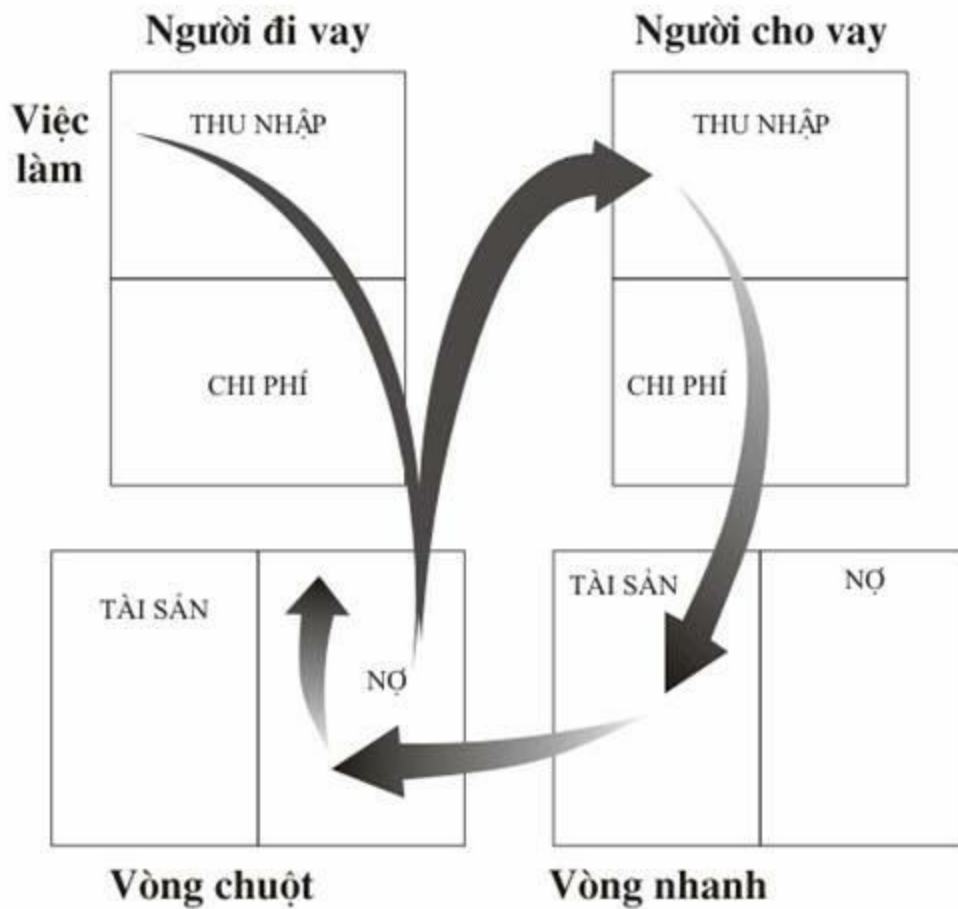 Người đi vay
Người cho vay
Việc
làm
THU NHẬP
THU NHẬP
CHI PHÍ
CHI PHÍ
TÀI SẢN
NỢ
TÀI SẢN
NỢ
Vòng chuột
Vòng nhanh